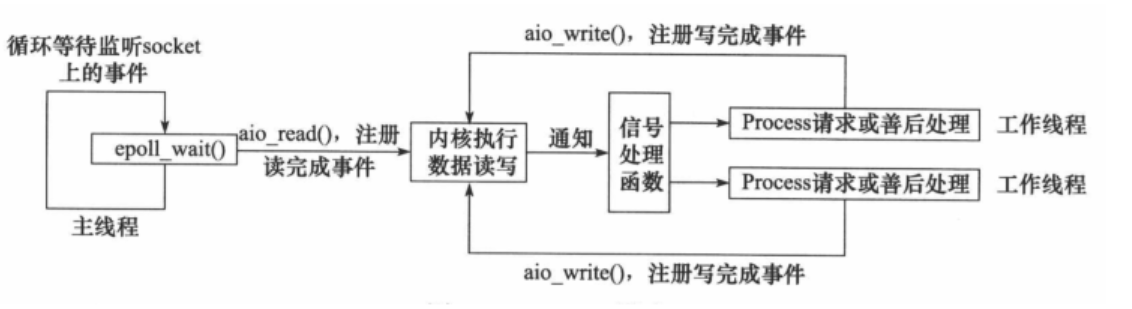 aio_write()，注册写完成事件
循环等待监听socket
上的事件
epoll_wait()
主线程
aio_read()，注册
读完成事件
内核执行
数据读写
通知
信号
处理
函数
Process请求或善后处理
工作线程
Process请求或善后处理
工作线程
aio_write()，注册写完成事件